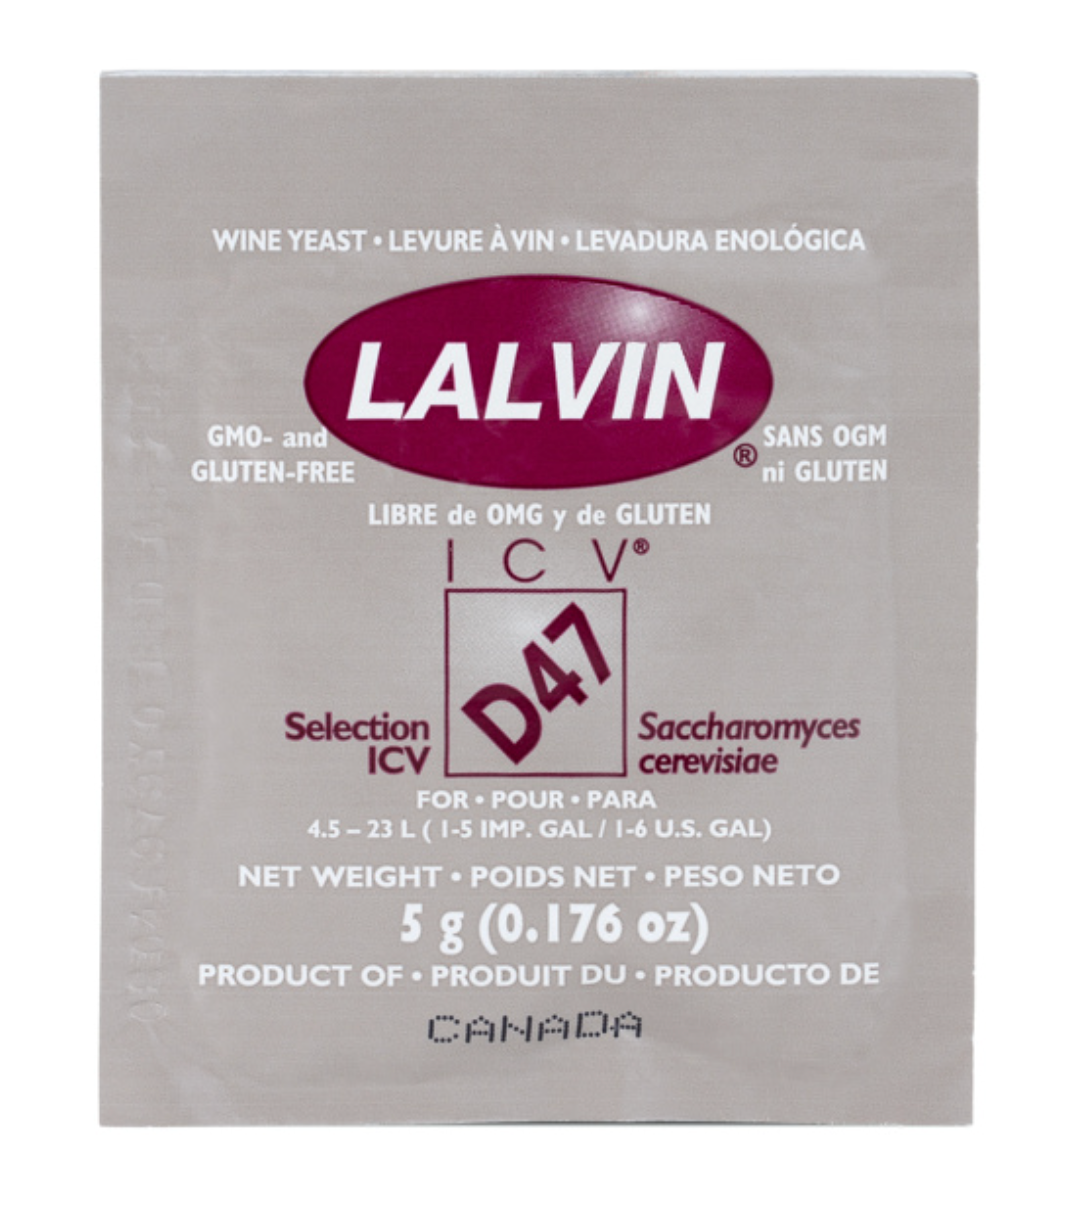 WINE YEAST • LEVURE À VIN • LEVADURA ENOLÓGICA
LALVIN®
GMO- and
GLUTEN-FREE
SANS OGM
ni GLUTEN
LIBRE de OMG y de GLUTEN
I C V®
D47
Selection
ICV
Saccharomyces
cerevisiae
FOR • POUR • PARA
4.5 – 23 L ( 1-5 IMP. GAL / 1-6 U.S. GAL)
NET WEIGHT • POIDS NET • PESO NETO
5 g (0.176 oz)
PRODUCT OF • PRODUIT DU • PRODUCTO DE
CANADA